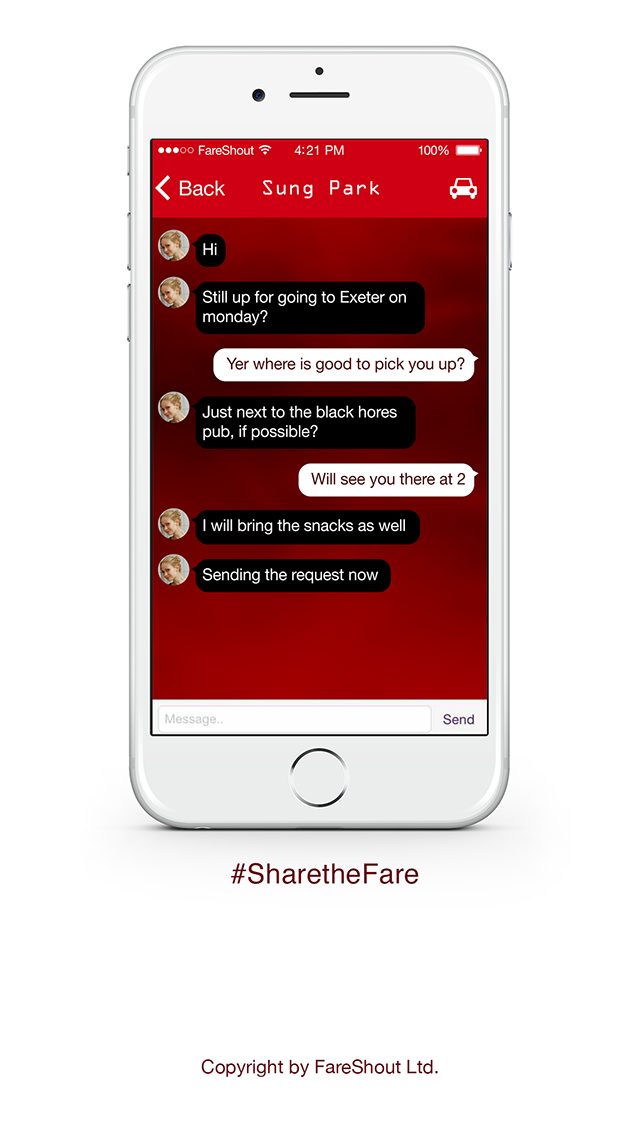 FareShout 4:21 PM 100%
Back Sung Park
Hi
Still up for going to Exeter on
monday?
Yer where is good to pick you up?
Just next to the black hores
pub, if possible?
Will see you there at 2
I will bring the snacks as well
Sending the request now
Message.. Send
#SharetheFare
Copyright by FareShout Ltd.